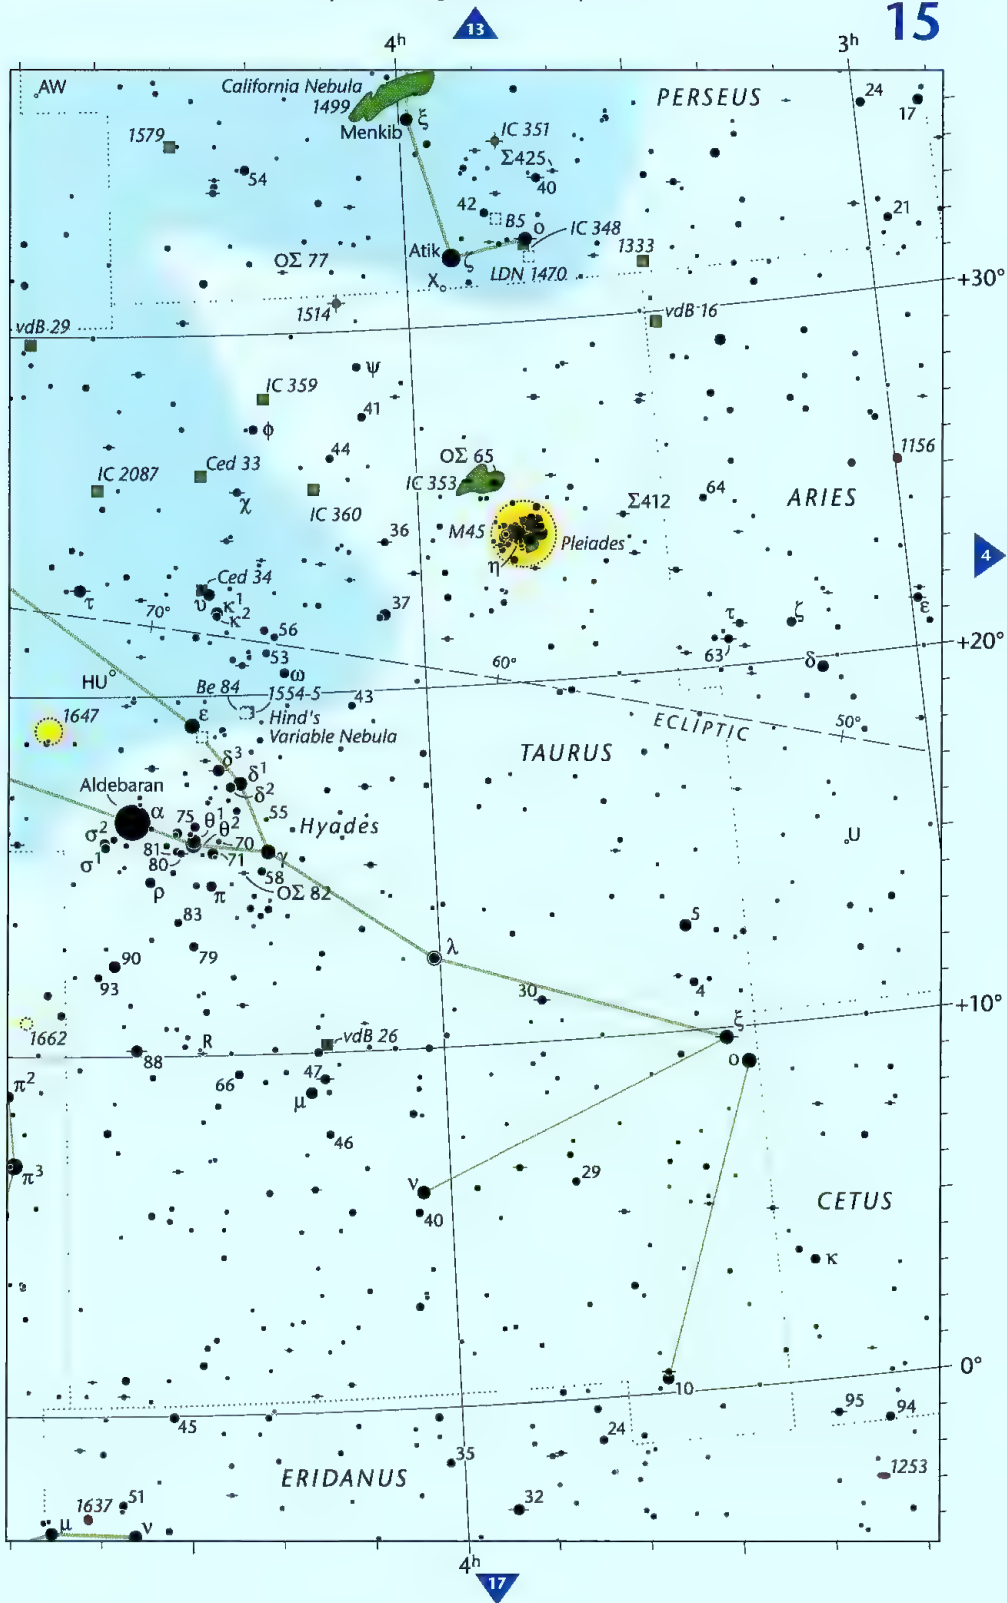 13
15
4h
3h
AW
California Nebula
1499
PERSEUS
24
17
Menkib
ξ
1579
IC 351
Σ425
54
40
42
B5
ο
IC 348
21
1333
Atik
ζ
OΣ 77
X
LDN 1470
+30°
1514
vdB 29
vdB 16
ψ
IC 359
41
φ
44
OΣ 65
1156
IC 2087
Ced 33
IC 353
64
ARIES
χ
IC 360
Σ412
M45
36
Pleiades
4
η
Ced 34
τ
υ
κ1
κ2
37
ε
70°
τ
ζ
56
63
+20°
53
60°
δ
ω
HU
Be 84
1554-5
43
1647
ε
Hind's
Variable Nebula
ECLIPTIC
50°
TAURUS
δ3
δ1
δ2
Aldebaran
α
55
75
θ1
θ2
Hyades
σ2
70
U
81
71
γ
σ1
80
58
ρ
π
OΣ 82
83
5
90
79
λ
93
4
30
+10°
1662
ξ
R
vdB 26
88
ο
π2
66
47
μ
46
π3
29
ν
40
CETUS
κ
0°
10
95
94
45
24
35
ERIDANUS
1253
51
1637
32
μ
ν
4h
17